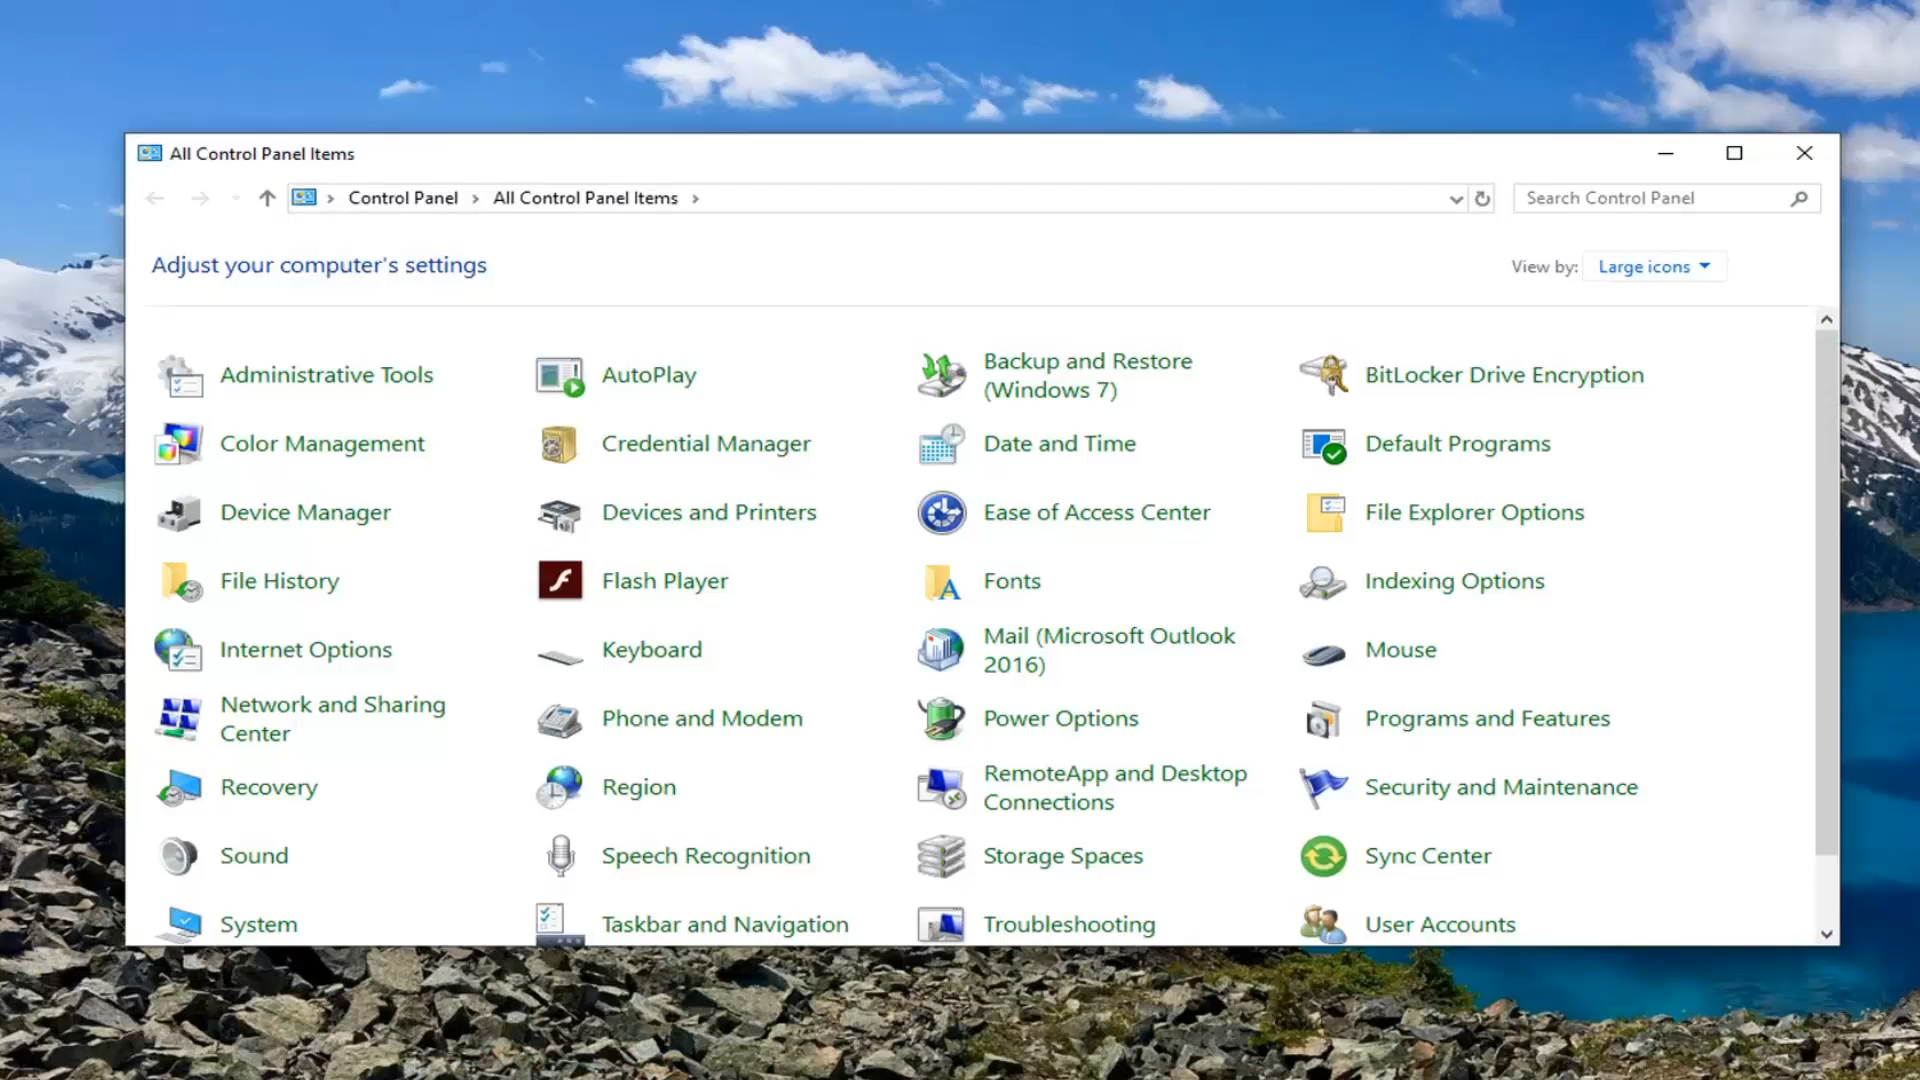 All Control Panel Items
Control Panel
All Control Panel Items
Search Control Panel
Adjust your computer's settings
View by:
Large icons
Administrative Tools
AutoPlay
Backup and Restore
(Windows 7)
BitLocker Drive Encryption
Color Management
Credential Manager
Date and Time
Default Programs
Device Manager
Devices and Printers
Ease of Access Center
File Explorer Options
File History
Flash Player
Fonts
Indexing Options
Internet Options
Keyboard
Mail (Microsoft Outlook
2016)
Mouse
Network and Sharing
Center
Phone and Modem
Power Options
Programs and Features
Recovery
Region
RemoteApp and Desktop
Connections
Security and Maintenance
Sound
Speech Recognition
Storage Spaces
Sync Center
System
Taskbar and Navigation
Troubleshooting
User Accounts